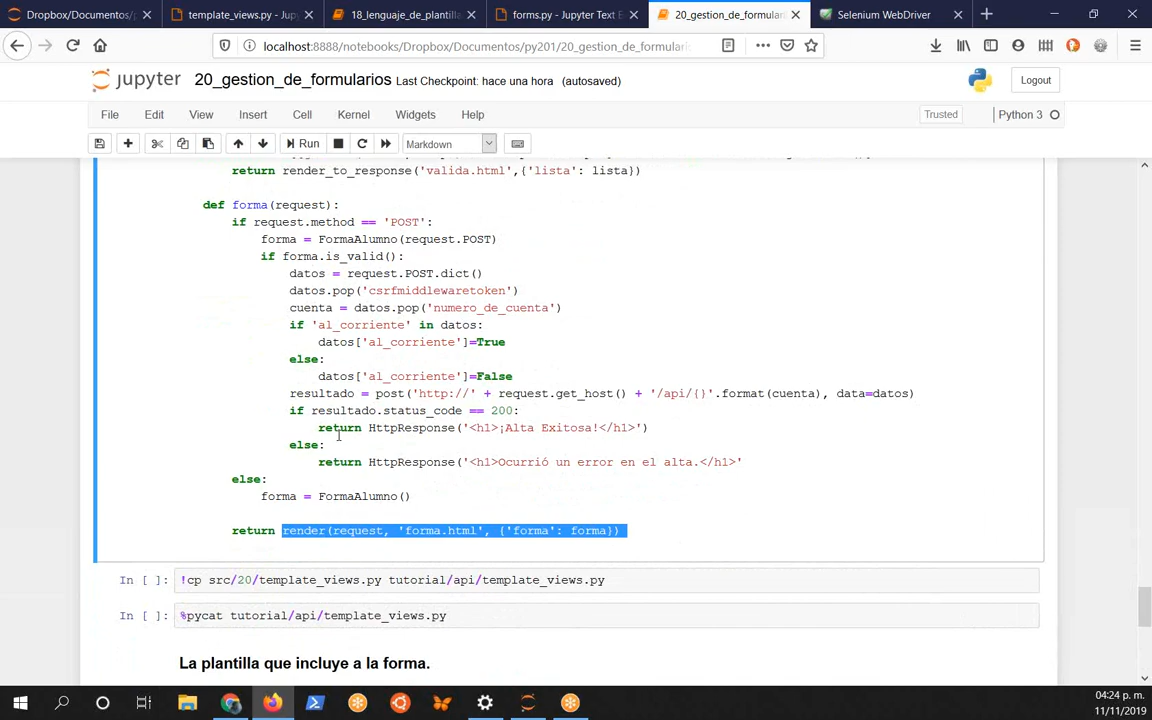 Dropbox/Documentos/p
template_views.py - Jup
18_lenguaje_de_plantill
forms.py - Jupyter Text E
20_gestion_de_formulari
Selenium WebDriver
localhost:8888/notebooks/Dropbox/Documentos/py201/20_gestion_de_formulari
jupyter 20_gestion_de_formularios Last Checkpoint: hace una hora (autosaved)
Logout
File Edit View Insert Cell Kernel Widgets Help
Trusted
Python 3
Run
Markdown
return render_to_response('valida.html',{'lista': lista})
def forma(request):
if request.method == 'POST':
forma = FormaAlumno(request.POST)
if forma.is_valid():
datos = request.POST.dict()
datos.pop('csrfmiddlewaretoken')
cuenta = datos.pop('numero_de_cuenta')
if 'al_corriente' in datos:
datos['al_corriente']=True
else:
datos['al_corriente']=False
resultado = post('http://' + request.get_host() + '/api/{}'.format(cuenta), data=datos)
if resultado.status_code == 200:
return HttpResponse('<h1>¡Alta Exitosa!</h1>')
else:
return HttpResponse('<h1>Ocurrió un error en el alta.</h1>'
else:
forma = FormaAlumno()
return render(request, 'forma.html', {'forma': forma})
In [ ]: !cp src/20/template_views.py tutorial/api/template_views.py
In [ ]: %pycat tutorial/api/template_views.py
La plantilla que incluye a la forma.
04:24 p. m.
11/11/2019